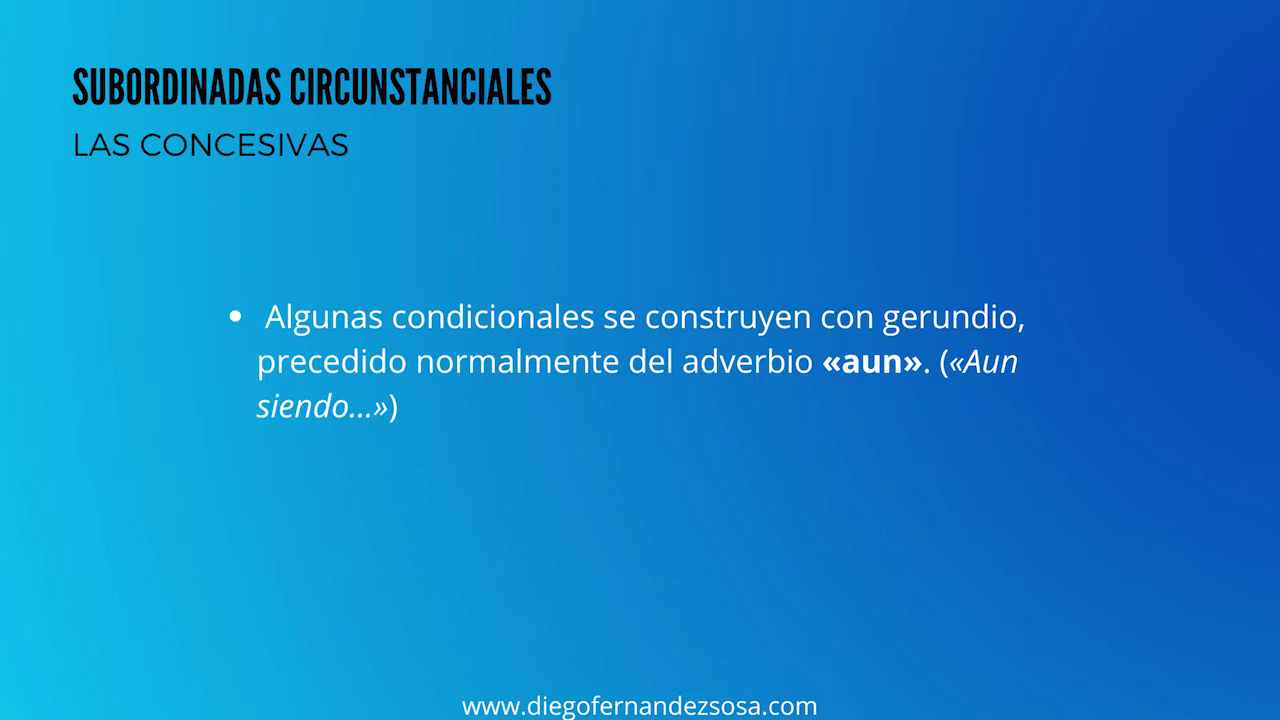 SUBORDINADAS CIRCUNSTANCIALES
LAS CONCESIVAS
• Algunas condicionales se construyen con gerundio,
precedido normalmente del adverbio «aun». («Aun
siendo...»)
www.diegofernandezsosa.com